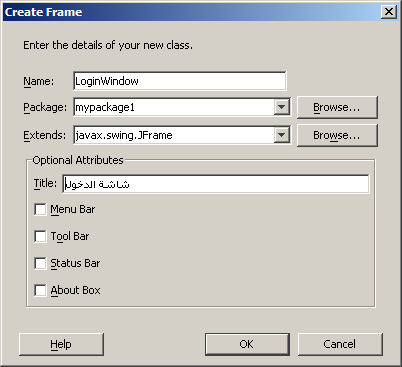 Create Frame
Enter the details of your new class.
Name: LoginWindow
Package: mypackage1 Browse...
Extends: javax.swing.JFrame Browse...
Optional Attributes
Title: شاشة الدخول
Menu Bar
Tool Bar
Status Bar
About Box
Help OK Cancel